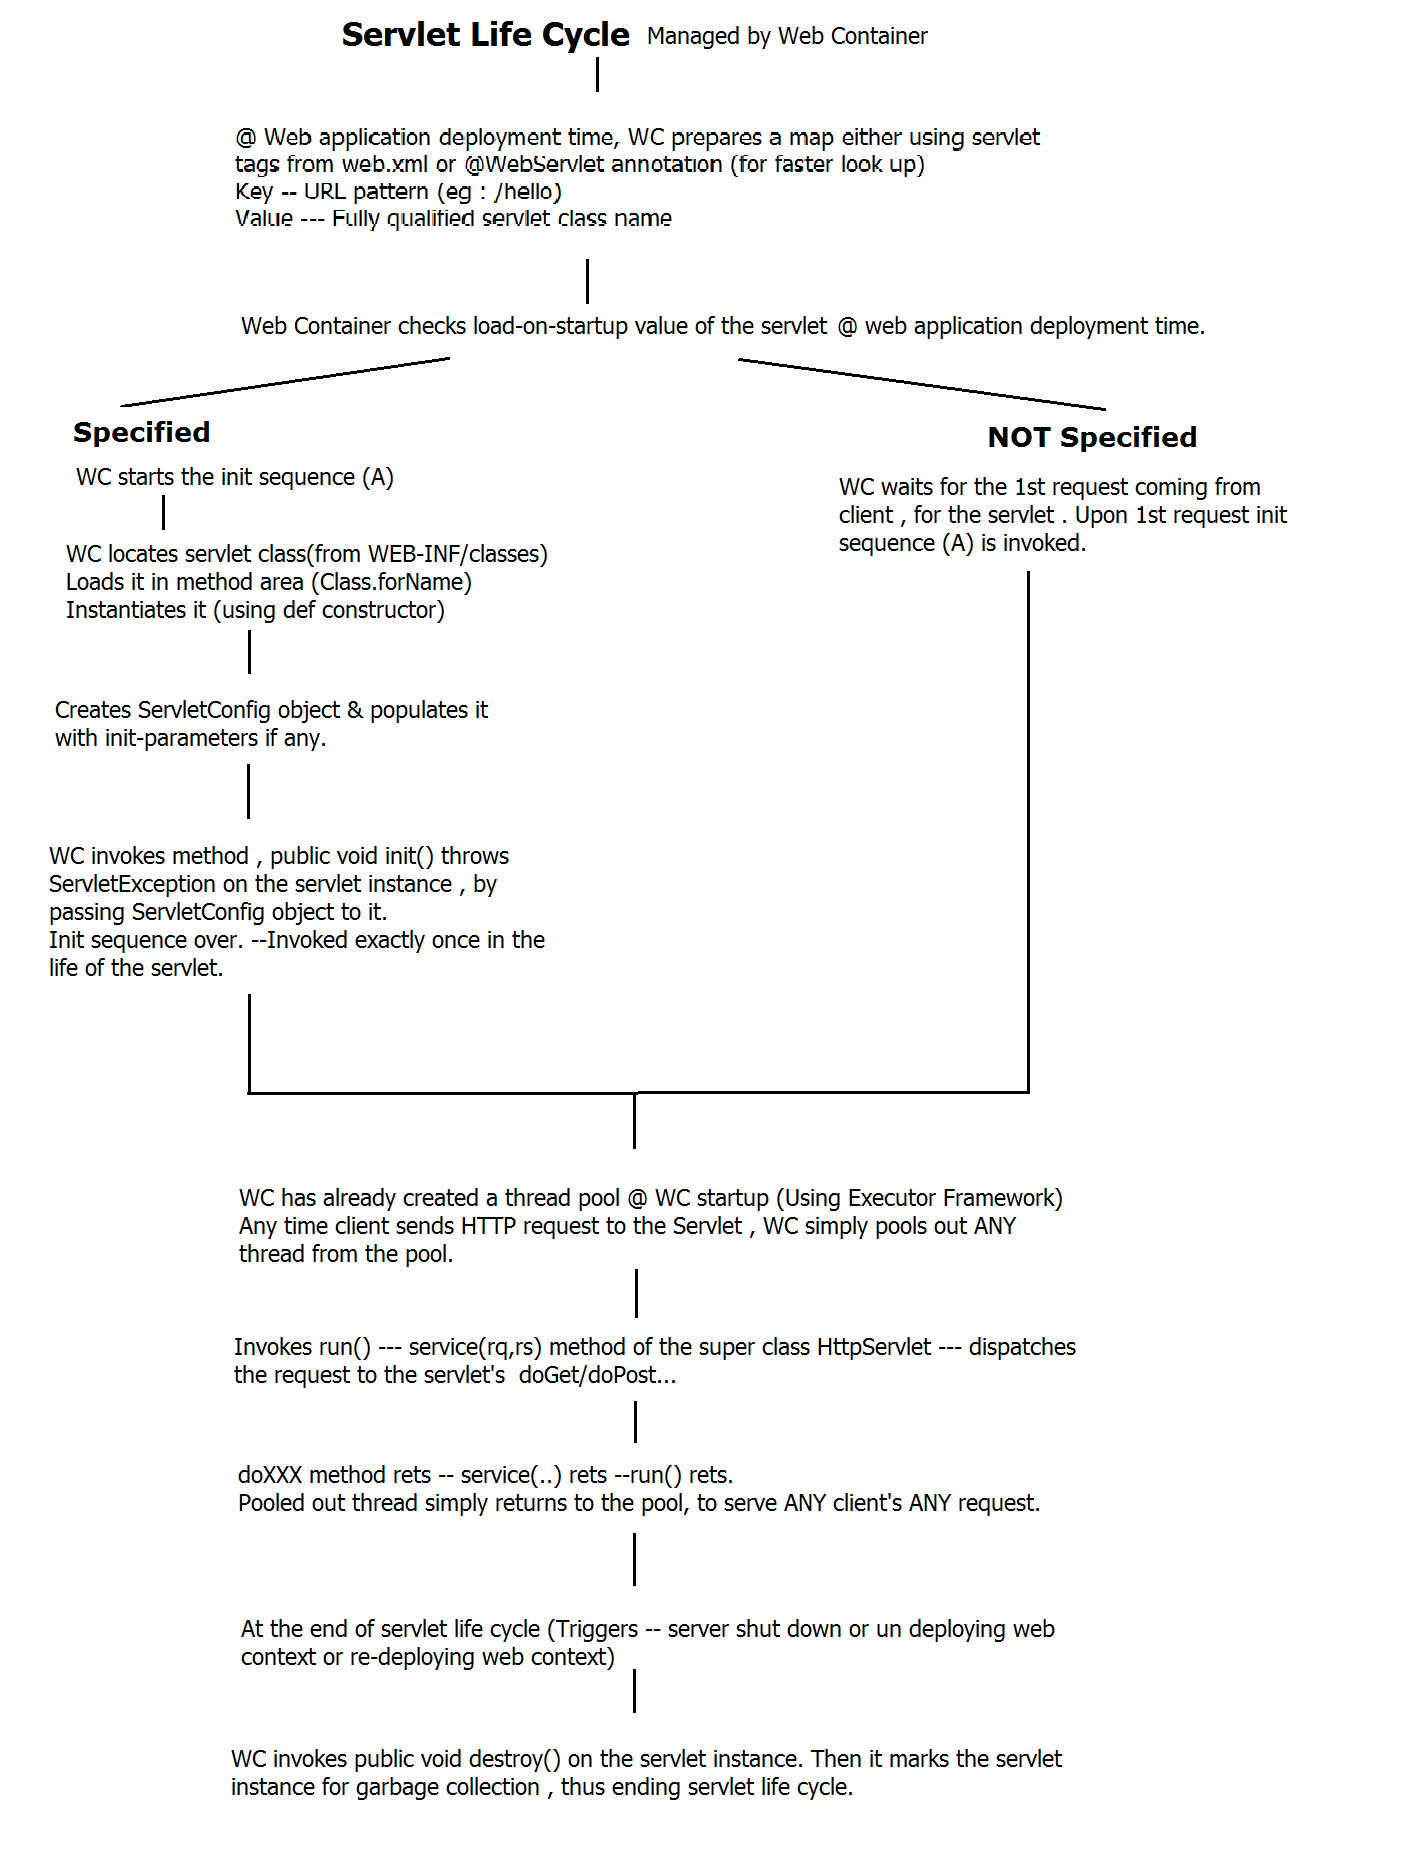 Servlet Life Cycle Managed by Web Container
@ Web application deployment time, WC prepares a map either using servlet
tags from web.xml or @WebServlet annotation (for faster look up)
Key -- URL pattern (eg : /hello)
Value --- Fully qualified servlet class name
Web Container checks load-on-startup value of the servlet @ web application deployment time.
Specified
WC starts the init sequence (A)
WC locates servlet class(from WEB-INF/classes)
Loads it in method area (Class.forName)
Instantiates it (using def constructor)
Creates ServletConfig object & populates it
with init-parameters if any.
WC invokes method , public void init() throws
ServletException on the servlet instance , by
passing ServletConfig object to it.
Init sequence over. --Invoked exactly once in the
life of the servlet.
NOT Specified
WC waits for the 1st request coming from
client , for the servlet . Upon 1st request init
sequence (A) is invoked.
WC has already created a thread pool @ WC startup (Using Executor Framework)
Any time client sends HTTP request to the Servlet , WC simply pools out ANY
thread from the pool.
Invokes run() --- service(rq,rs) method of the super class HttpServlet --- dispatches
the request to the servlet's doGet/doPost...
doXXX method rets -- service(..) rets --run() rets.
Pooled out thread simply returns to the pool, to serve ANY client's ANY request.
At the end of servlet life cycle (Triggers -- server shut down or un deploying web
context or re-deploying web context)
WC invokes public void destroy() on the servlet instance. Then it marks the servlet
instance for garbage collection , thus ending servlet life cycle.